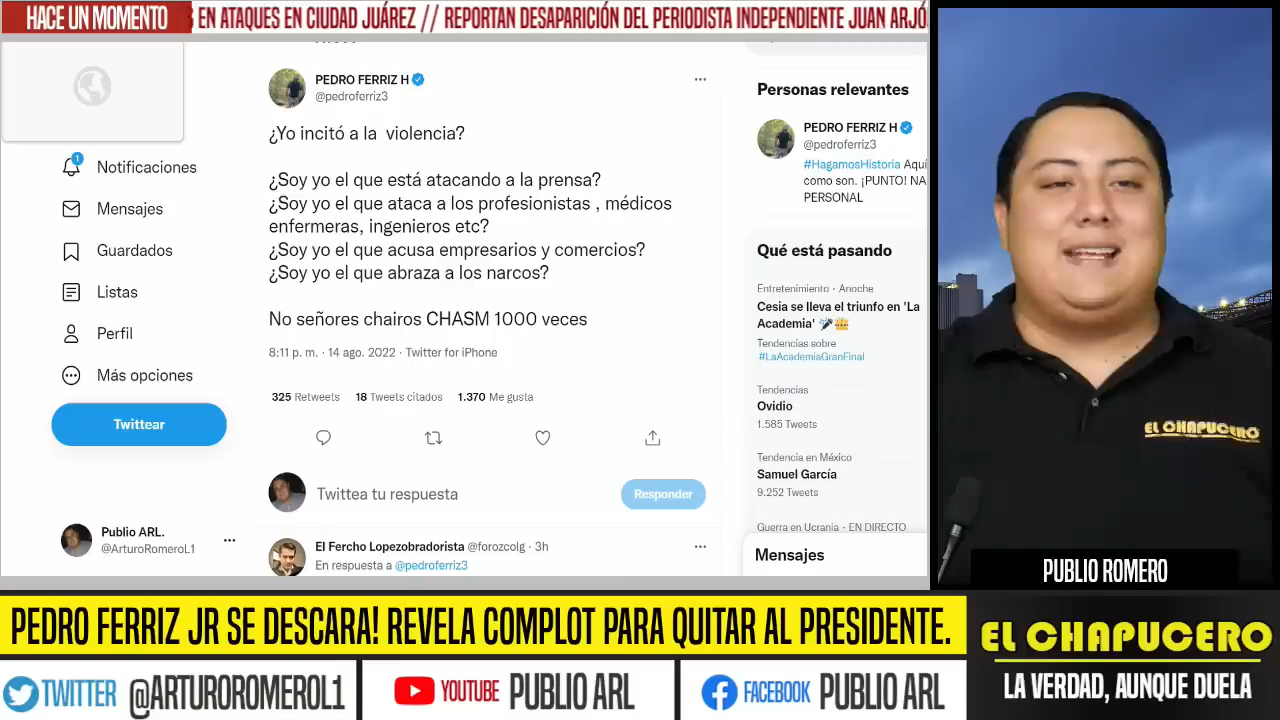 HACE UN MOMENTO
EN ATAQUES EN CIUDAD JUÁREZ // REPORTAN DESAPARICIÓN DEL PERIODISTA INDEPENDIENTE JUAN
Notificaciones
1
Mensajes
Guardados
Listas
Perfil
Más opciones
Twittear
Publio ARL.
@ArturoRomeroL1
PEDRO FERRIZ H
@pedroferriz3
¿Yo incitó a la violencia?
¿Soy yo el que está atacando a la prensa?
¿Soy yo el que ataca a los profesionistas , médicos
enfermeras, ingenieros etc?
¿Soy yo el que acusa empresarios y comercios?
¿Soy yo el que abraza a los narcos?
No señores chairos CHASM 1000 veces
8:11 p. m. · 14 ago. 2022 · Twitter for iPhone
325 Retweets 18 Tweets citados 1.370 Me gusta
Twittea tu respuesta
Responder
El Fercho Lopezobradorista @forozcolg · 3h
En respuesta a @pedroferriz3
Personas relevantes
PEDRO FERRIZ H
@pedroferriz3
#HagamosHistoria Aquí
como son. ¡PUNTO! NA
PERSONAL
Qué está pasando
Entretenimiento · Anoche
Cesia se lleva el triunfo en 'La
Academia'
Tendencias sobre
#LaAcademiaGranFinal
Tendencias
Ovidio
1.585 Tweets
Tendencia en México
Samuel García
9.252 Tweets
Guerra en Ucrania · EN DIRECTO
Mensajes
EL CHAPUCERO
PUBLIO ROMERO
PEDRO FERRIZ JR SE DESCARA! REVELA COMPLOT PARA QUITAR AL PRESIDENTE.
TWITTER @ARTUROROMEROL1
YOUTUBE PUBLIO ARL
FACEBOOK PUBLIO ARL
EL CHAPUCERO
LA VERDAD, AUNQUE DUELA